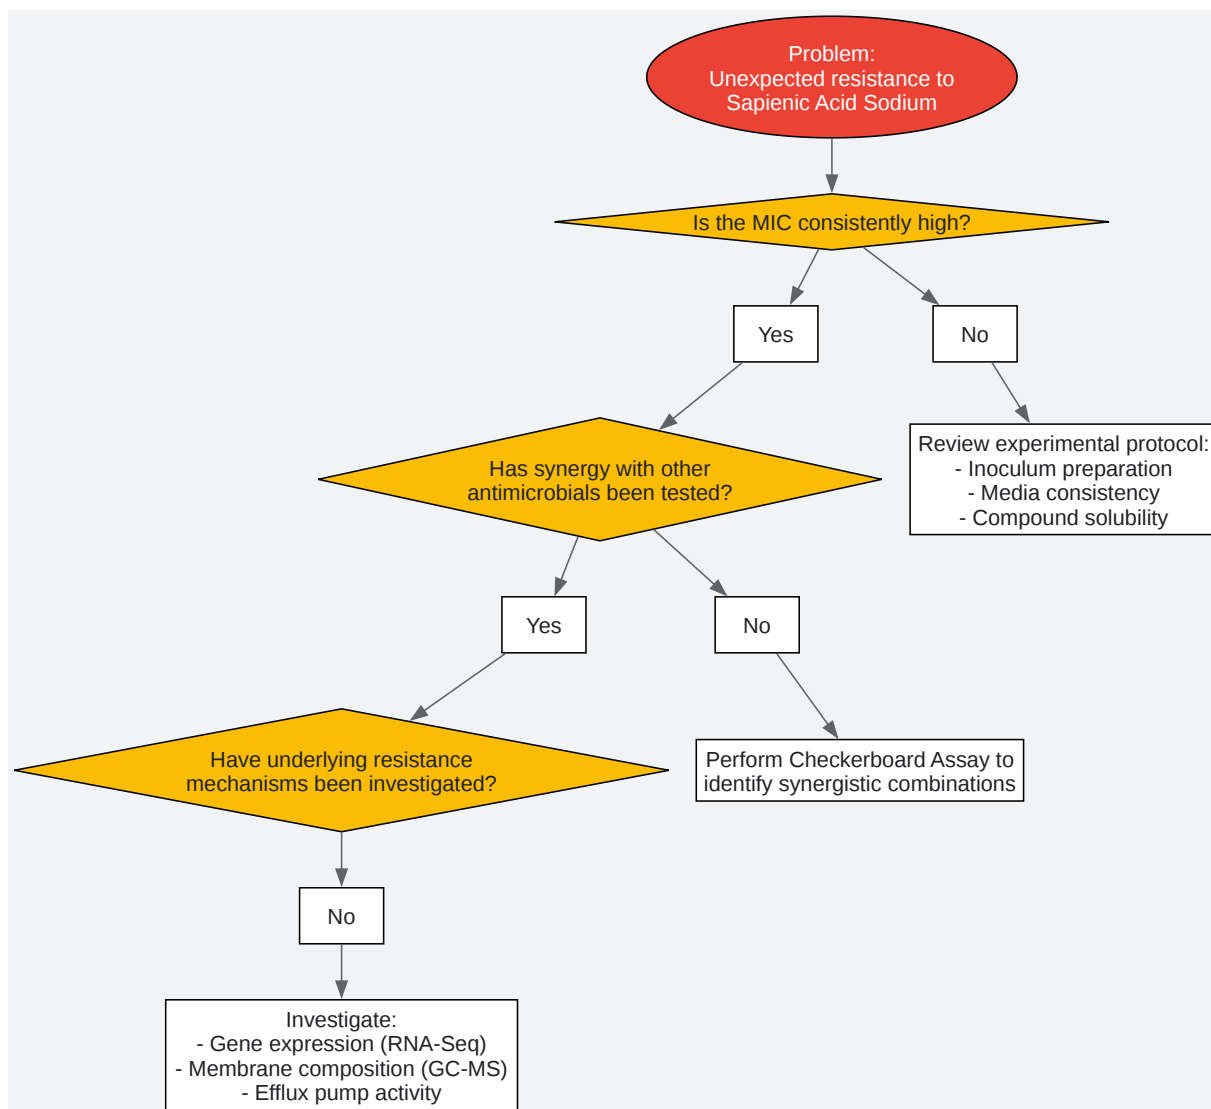 Problem:
Unexpected resistance to
Sapienic Acid Sodium
Is the MIC consistently high?
Yes
No
Review experimental protocol:
- Inoculum preparation
- Media consistency
- Compound solubility
Has synergy with other
antimicrobials been tested?
Yes
No
Have underlying resistance
mechanisms been investigated?
Perform Checkerboard Assay to
identify synergistic combinations
No
Investigate:
- Gene expression (RNA-Seq)
- Membrane composition (GC-MS)
- Efflux pump activity